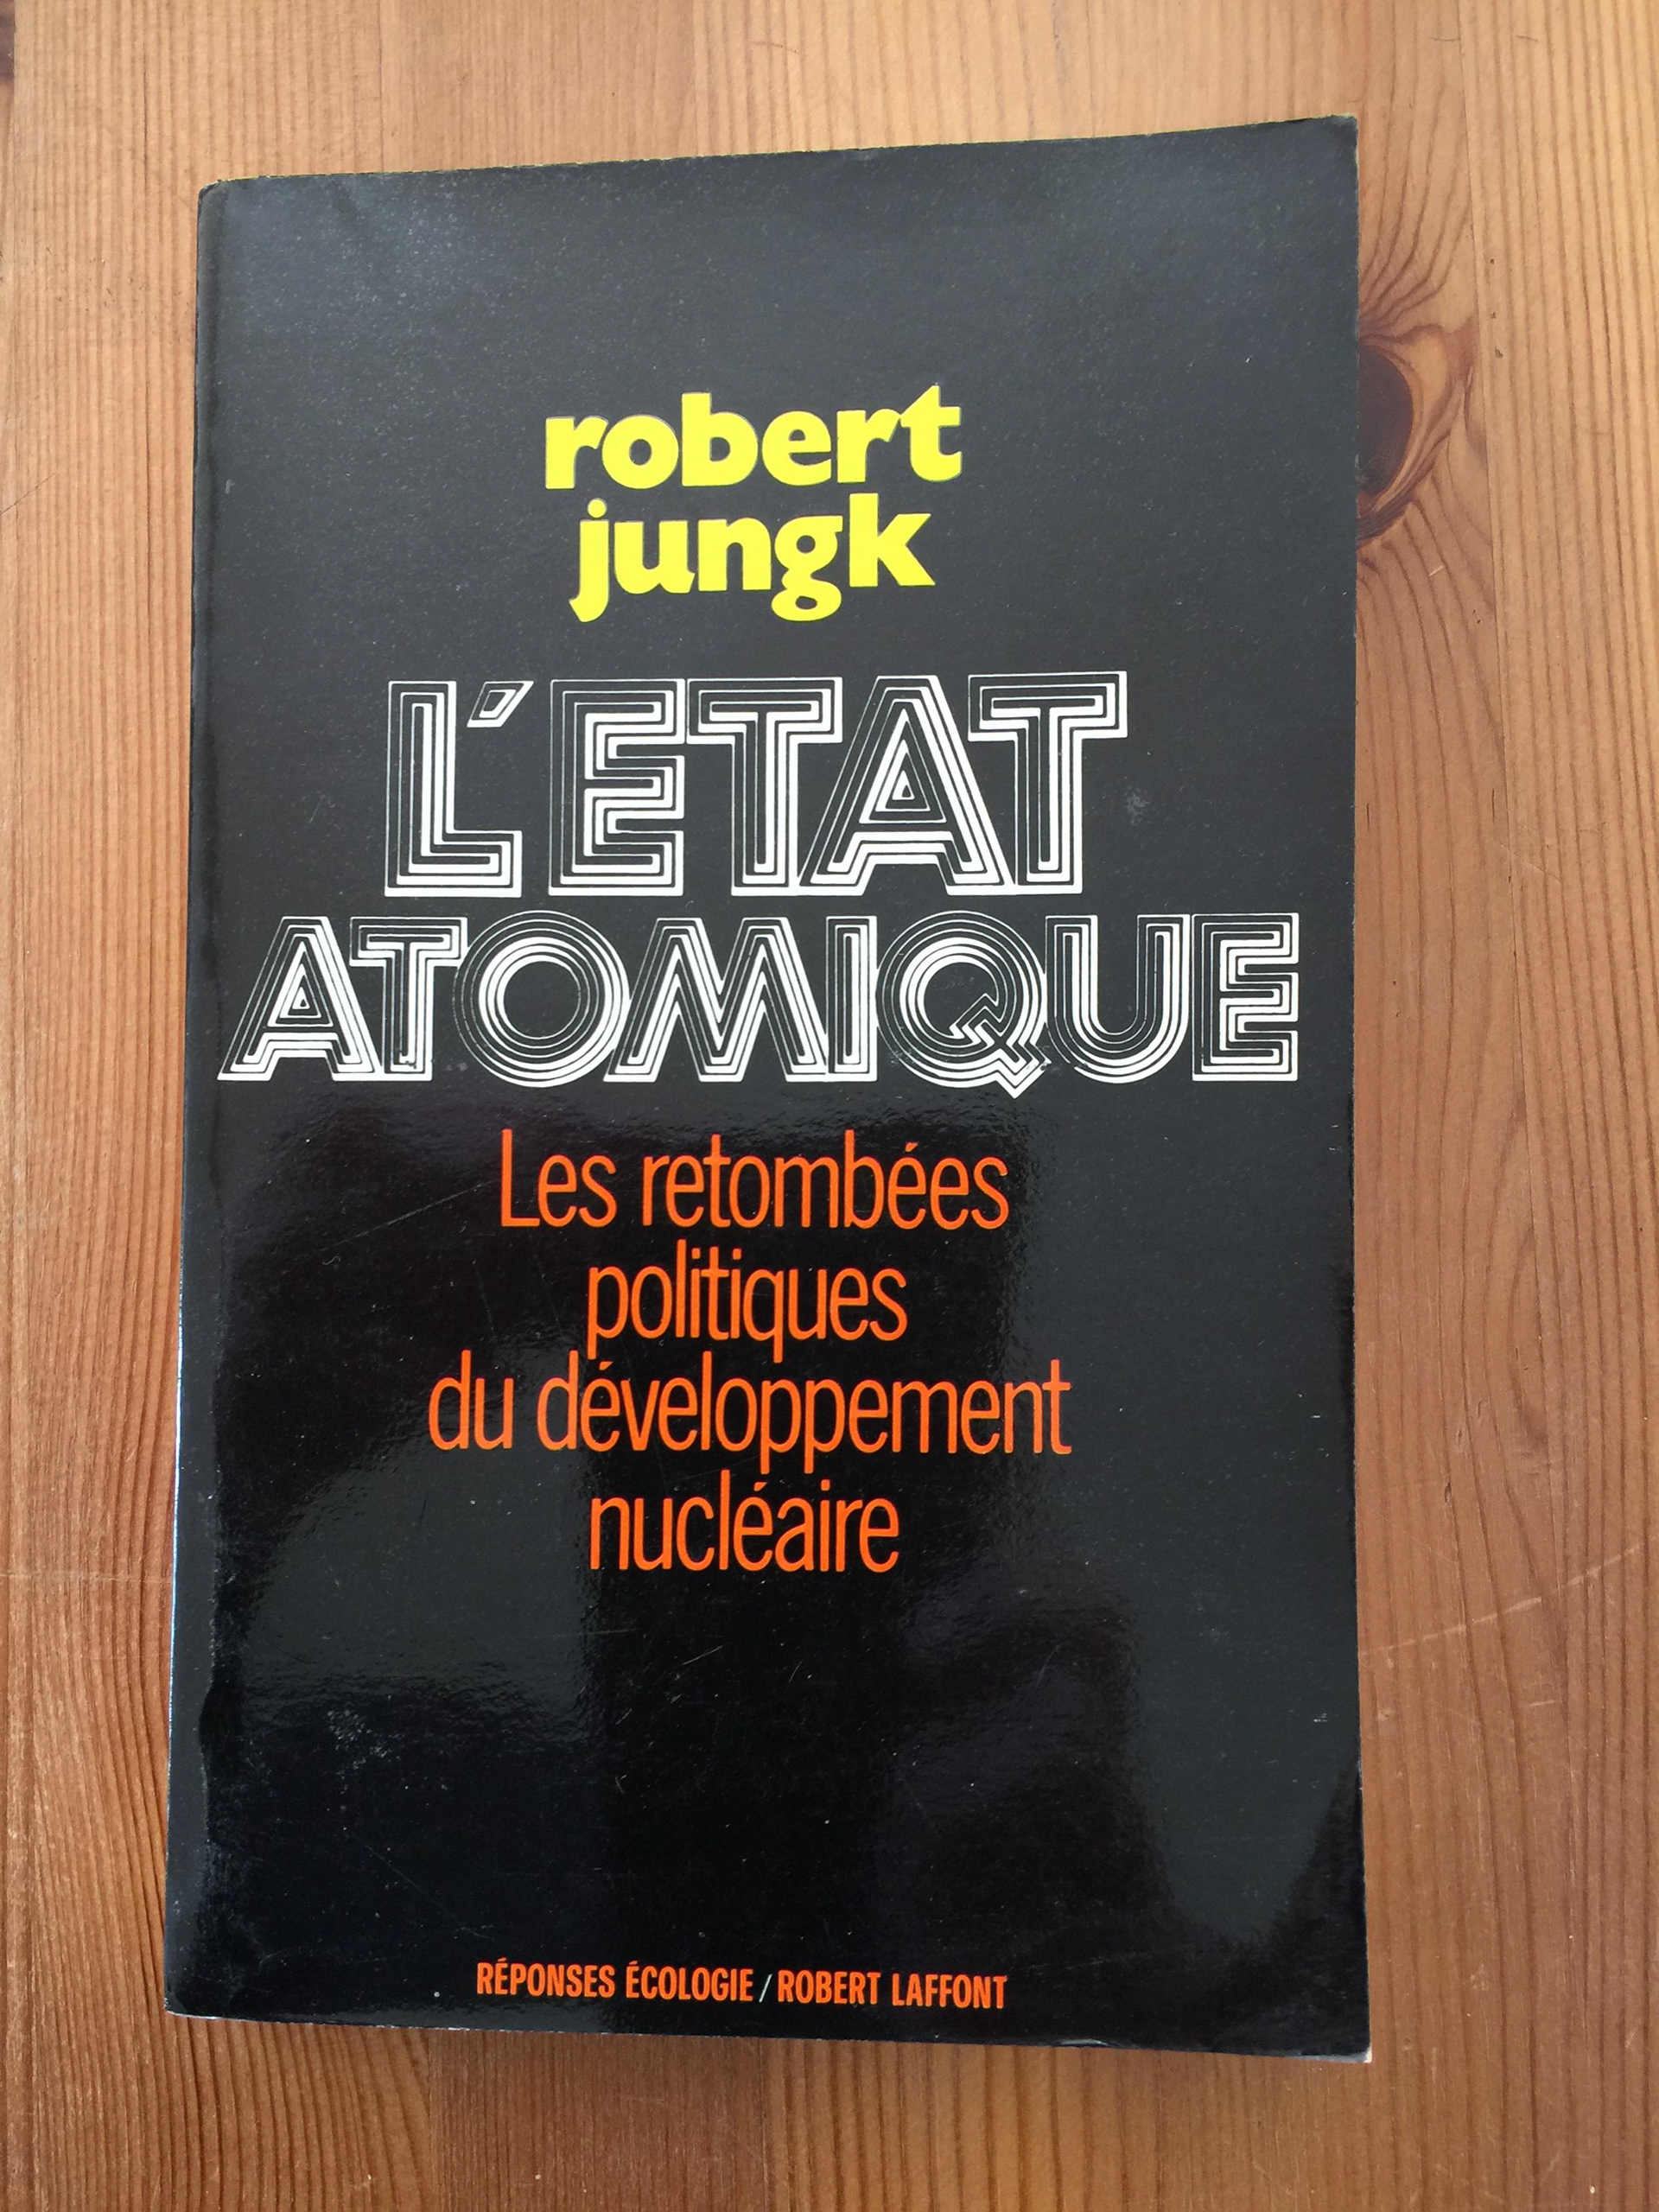 robert
jungk
L'ETAT
ATOMIQUE
Les retombées
politiques
du développement
nucléaire
RÉPONSES ÉCOLOGIE / ROBERT LAFFONT